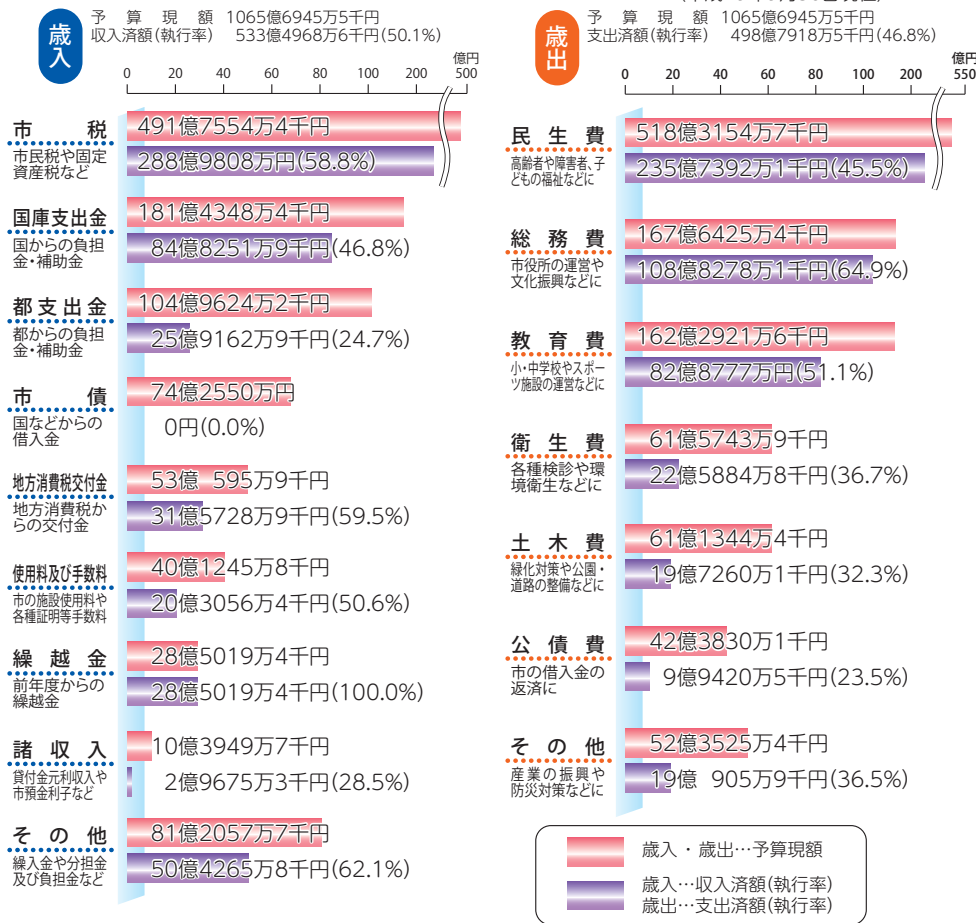 歳入
予算現額 1065億6945万5千円
収入済額(執行率) 533億4968万6千円(50.1%)
億円
0 20 40 60 80 100 200 500
市税
市民税や固定
資産税など
491億7554万4千円
288億9808万円(58.8%)
国庫支出金
国からの負担
金・補助金
181億4348万4千円
84億8251万9千円(46.8%)
都支出金
都からの負担
金・補助金
104億9624万2千円
25億9162万9千円(24.7%)
市債
国などからの
借入金
74億2550万円
0円(0.0%)
地方消費税交付金
地方消費税か
らの交付金
53億 595万9千円
31億5728万9千円(59.5%)
使用料及び手数料
市の施設使用料や
各種証明等手数料
40億1245万8千円
20億3056万4千円(50.6%)
繰越金
前年度からの
繰越金
28億5019万4千円
28億5019万4千円(100.0%)
諸収入
貸付金元利収入や
市預金利子など
10億3949万7千円
2億9675万3千円(28.5%)
その他
繰入金や分担金
及び負担金など
81億2057万7千円
50億4265万8千円(62.1%)
歳出
予算現額 1065億6945万5千円
支出済額(執行率) 498億7918万5千円(46.8%)
億円
0 20 40 60 80 100 200 550
民生費
高齢者や障害者、子
どもの福祉などに
518億3154万7千円
235億7392万1千円(45.5%)
総務費
市役所の運営や
文化振興などに
167億6425万4千円
108億8278万1千円(64.9%)
教育費
小・中学校やスポー
ツ施設の運営などに
162億2921万6千円
82億8777万円(51.1%)
衛生費
各種検診や環
境衛生などに
61億5743万9千円
22億5884万8千円(36.7%)
土木費
緑化対策や公園・
道路の整備などに
61億1344万4千円
19億7260万1千円(32.3%)
公債費
市の借入金の
返済に
42億3830万1千円
9億9420万5千円(23.5%)
その他
産業の振興や
防災対策などに
52億3525万4千円
19億 905万9千円(36.5%)
歳入・歳出…予算現額
歳入…収入済額(執行率)
歳出…支出済額(執行率)